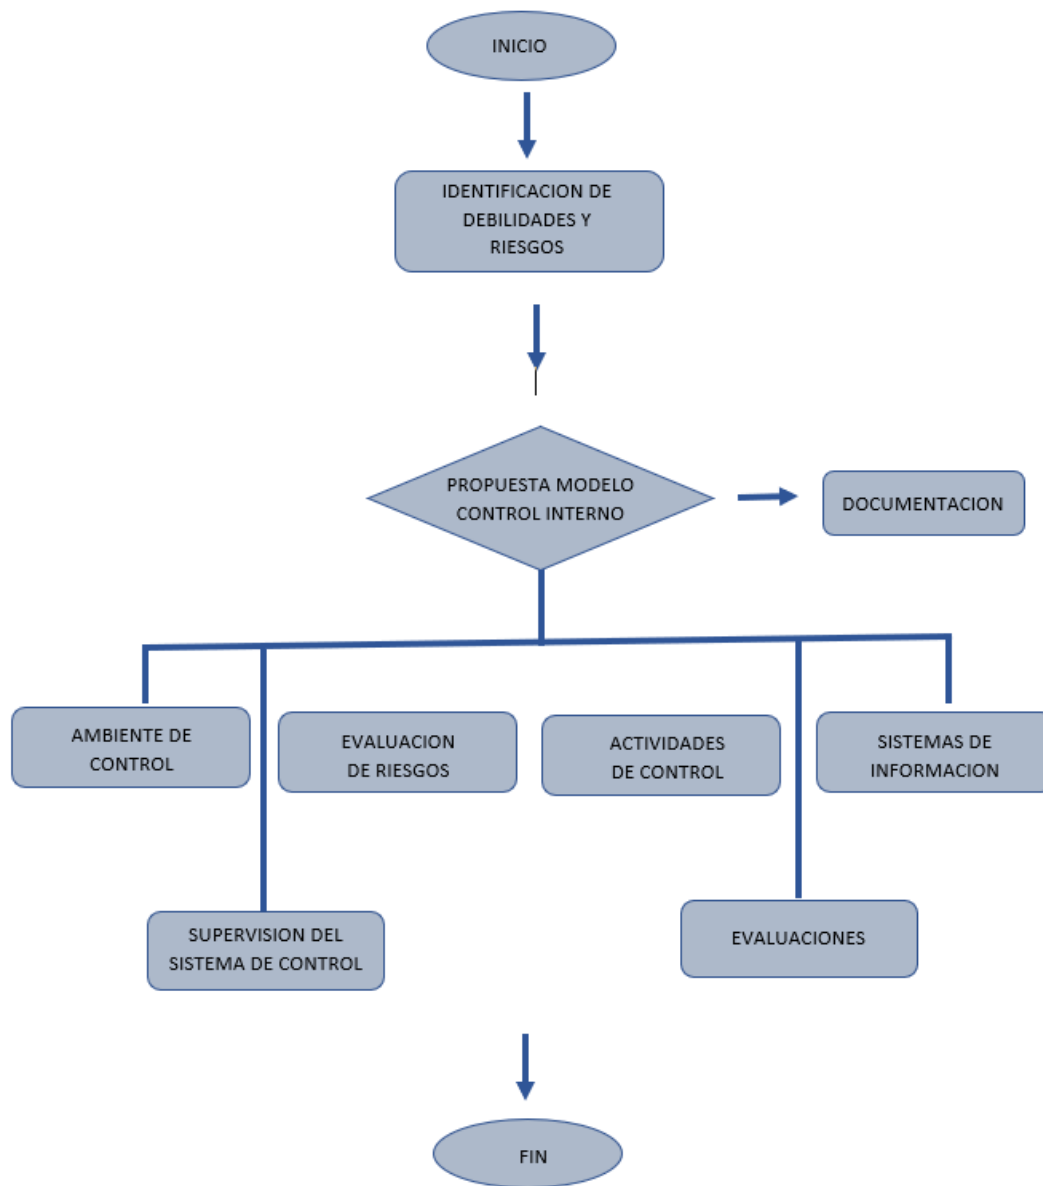 INICIO
IDENTIFICACION DE
DEBILIDADES Y
RIESGOS
PROPUESTA MODELO
CONTROL INTERNO
DOCUMENTACION
AMBIENTE DE
CONTROL
EVALUACION
DE RIESGOS
ACTIVIDADES
DE CONTROL
SISTEMAS DE
INFORMACION
SUPERVISION DEL
SISTEMA DE CONTROL
EVALUACIONES
FIN